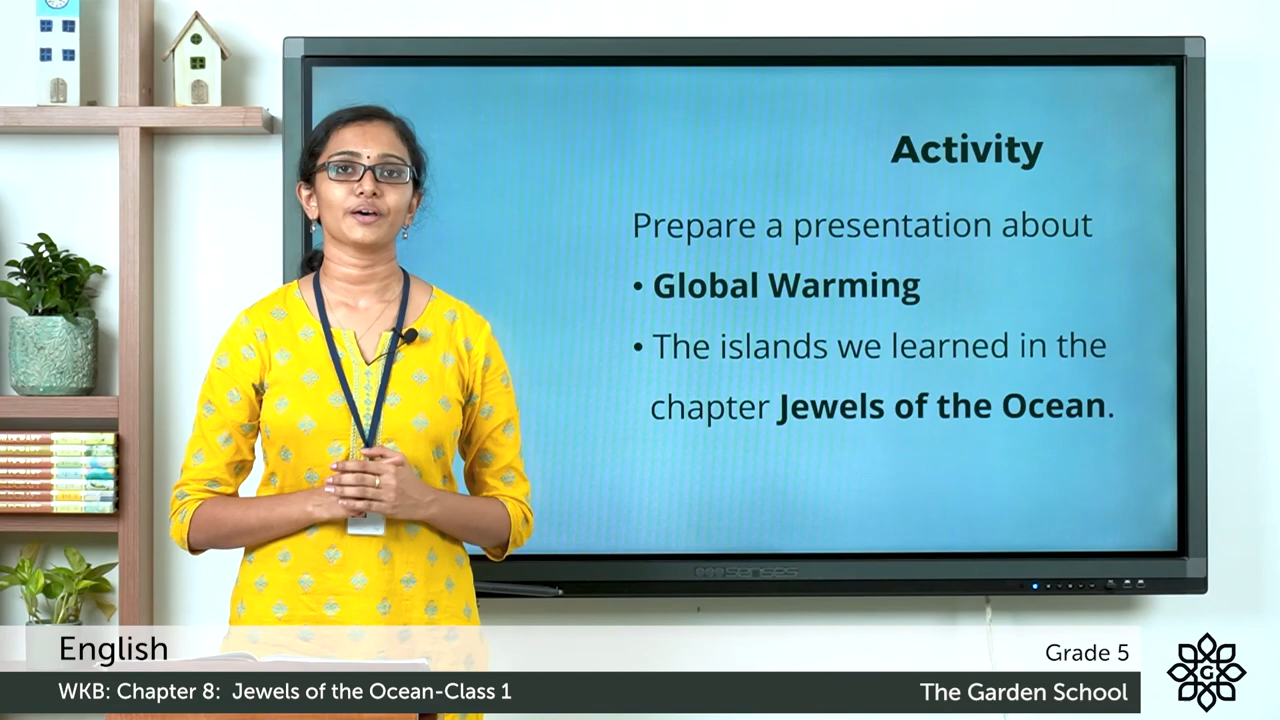 Activity
Prepare a presentation about
• Global Warming
• The islands we learned in the
chapter Jewels of the Ocean.
senses
English
Grade 5
WKB: Chapter 8: Jewels of the Ocean-Class 1
The Garden School
G